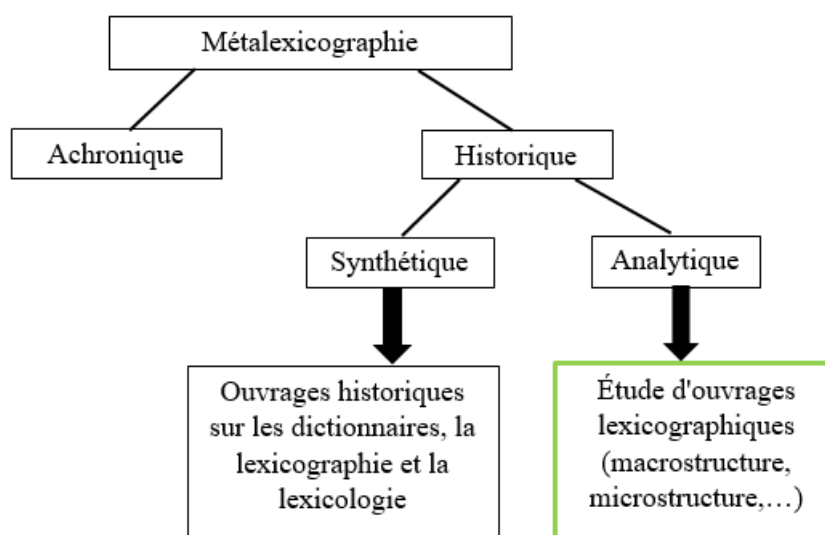 Métalexicographie
Achronique
Historique
Synthétique
Analytique
Ouvrages historiques
sur les dictionnaires, la
lexicographie et la
lexicologie
Étude d'ouvrages
lexicographiques
(macrostructure,
microstructure,…)